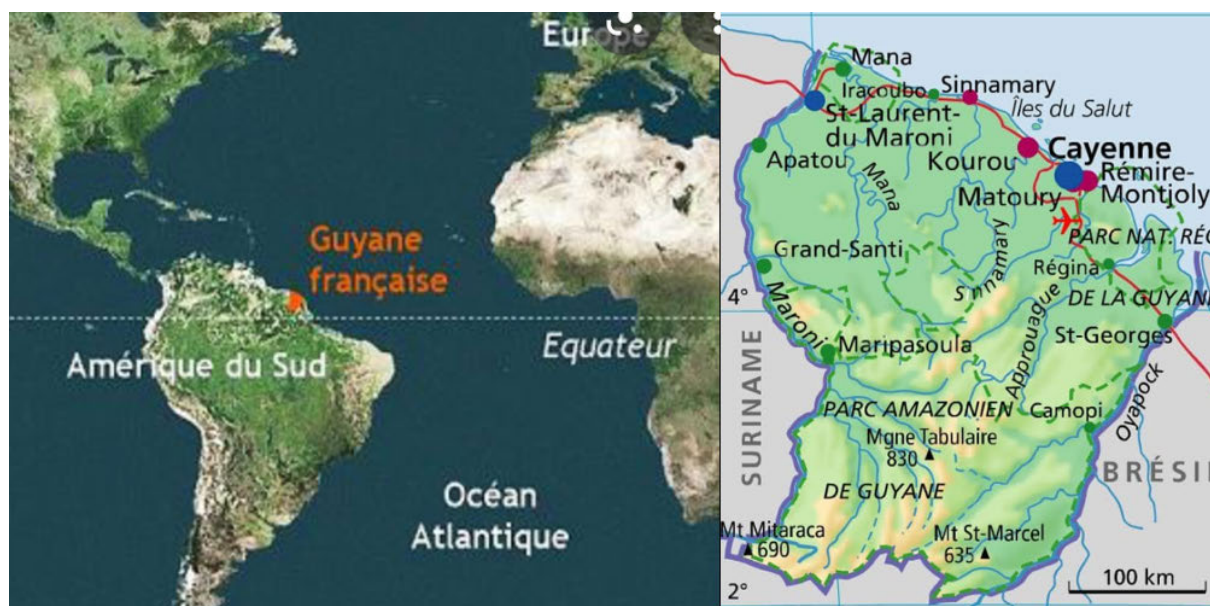 Europe
Guyane
française
Equateur
Amérique du Sud
Océan
Atlantique
Mana
Iracoubo
Sinnamary
Îles du Salut
St-Laurent-
du Maroni
Apatou
Kourou
Cayenne
Rémire-
Montjoly
Matoury
Mana
Sinnamary
PARC NAT. RÉG
Grand-Santi
Régina
Approuague
DE LA GUYANE
4°
Maroni
St-Georges
Maripasoula
SURINAME
PARC AMAZONIEN
Camopi
Oyapock
Mgne Tabulaire
830
BRÉSI
DE GUYANE
Mt Mitaraca
690
Mt St-Marcel
635
2°
100 km